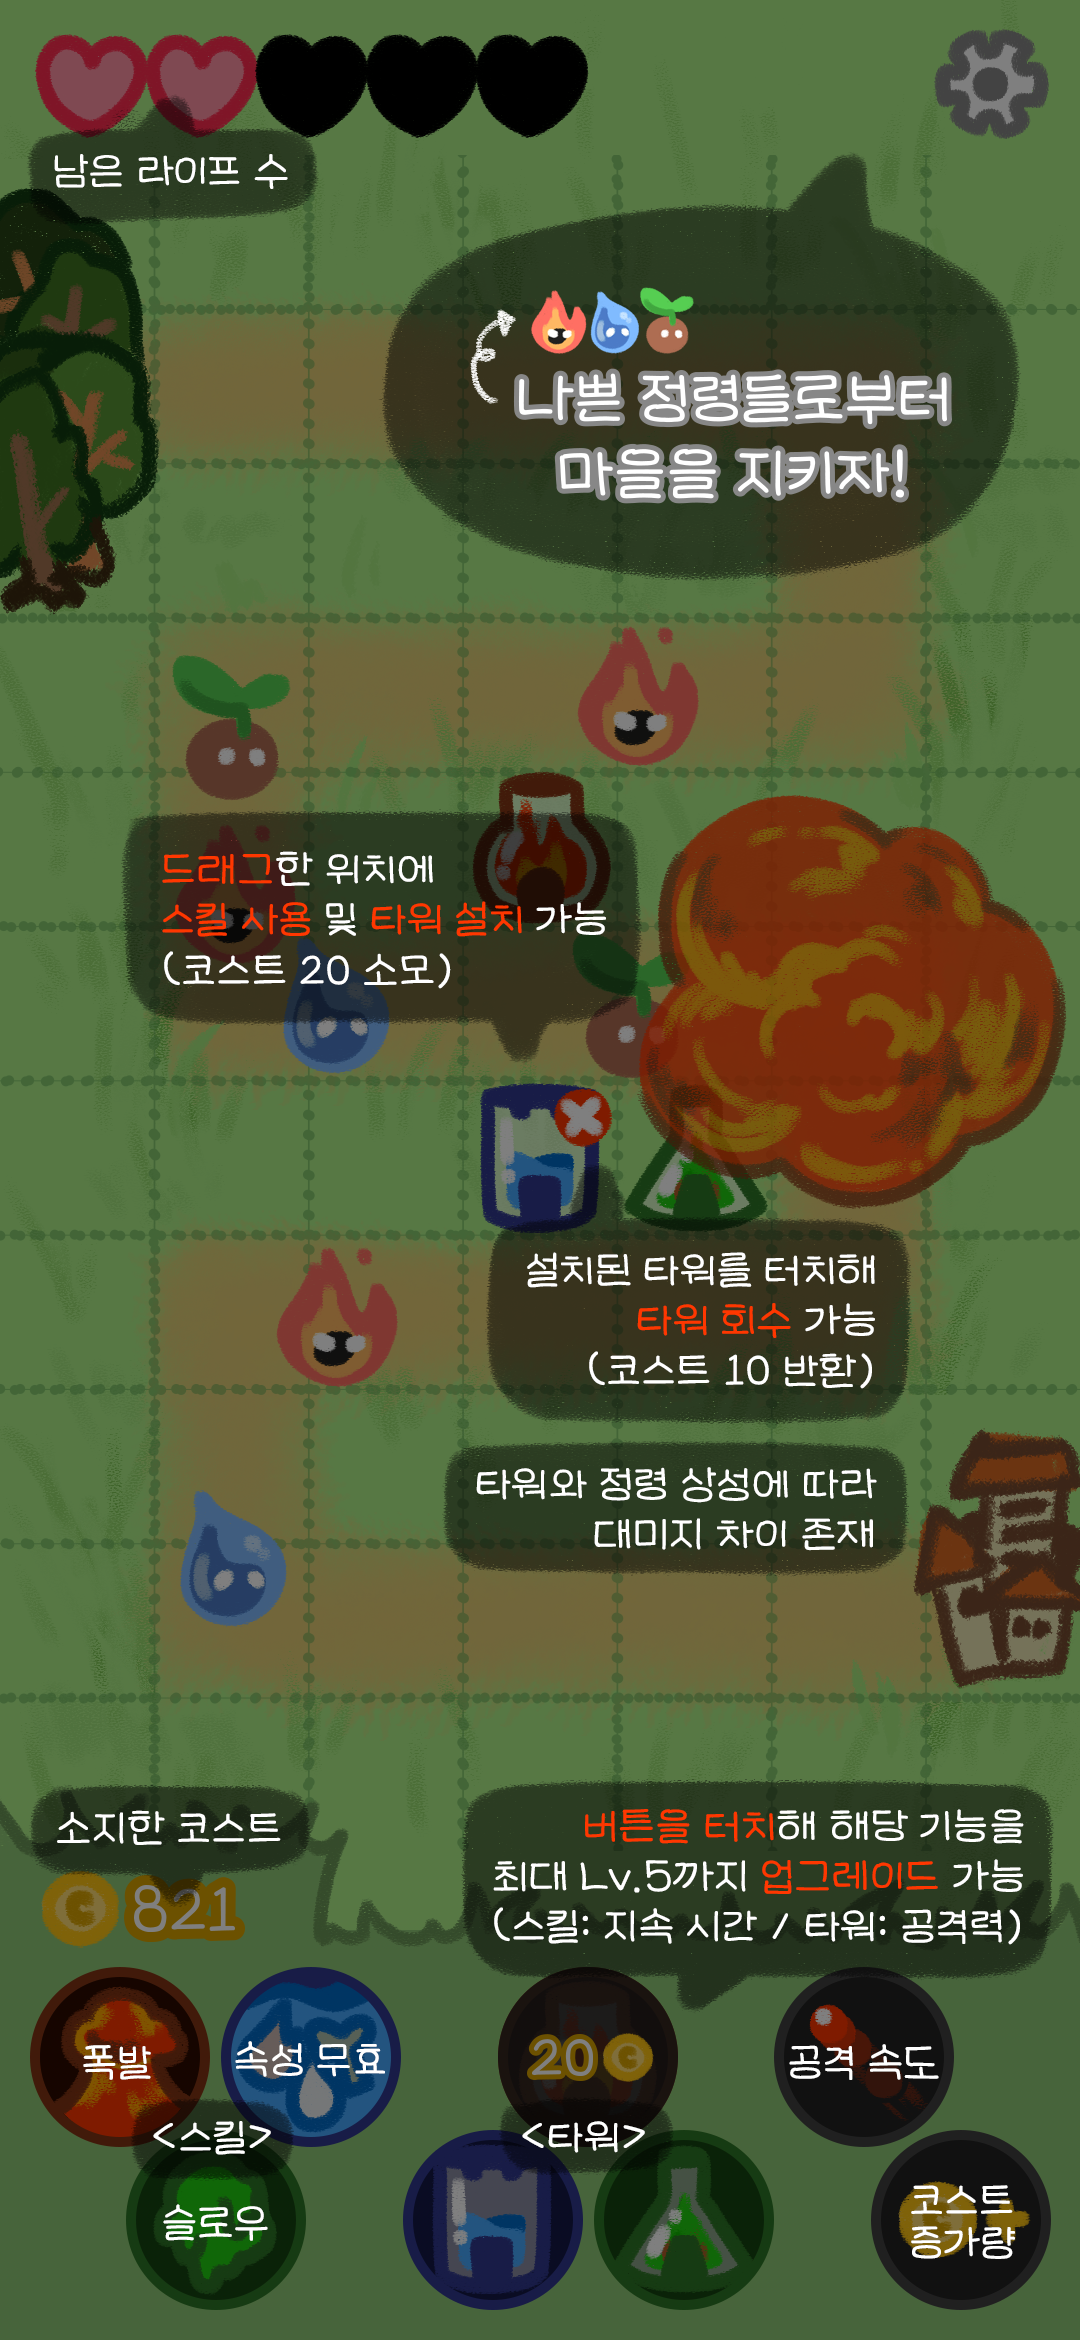 남은 라이프 수
나쁜 정령들로부터
마을을 지키자!
드래그한 위치에
스킬 사용 및 타워 설치 가능
(코스트 20 소모)
설치된 타워를 터치해
타워 회수 가능
(코스트 10 반환)
타워와 정령 상성에 따라
대미지 차이 존재
소지한 코스트
821
버튼을 터치해 해당 기능을
최대 Lv.5까지 업그레이드 가능
(스킬: 지속 시간 / 타워: 공격력)
폭발
속성 무효
20
공격 속도
<스킬>
<타워>
슬로우
코스트
증가량